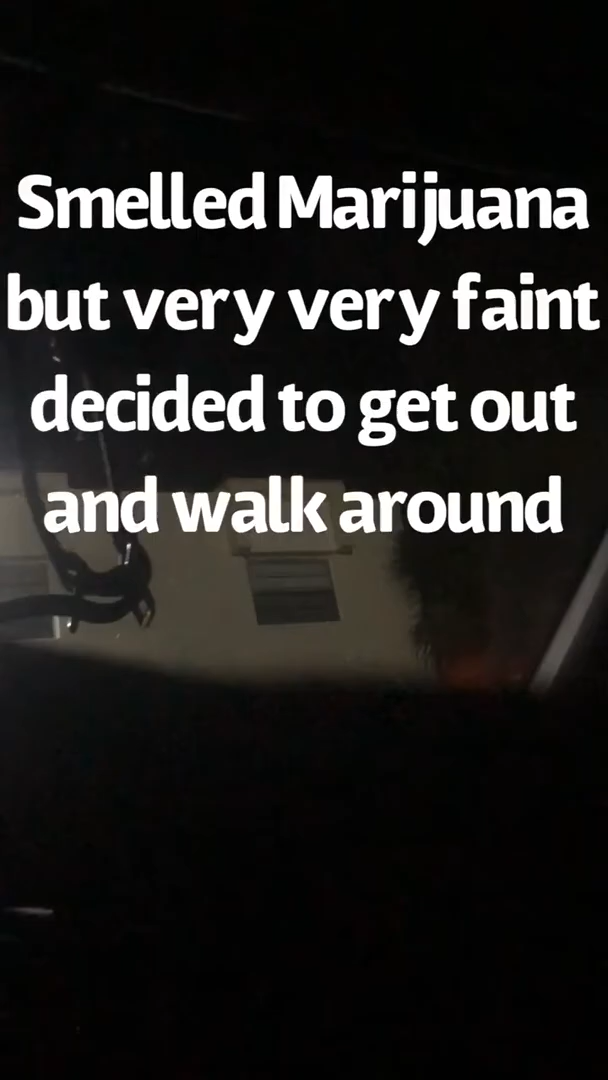 Smelled Marijuana
but very very faint
decided to get out
and walk around